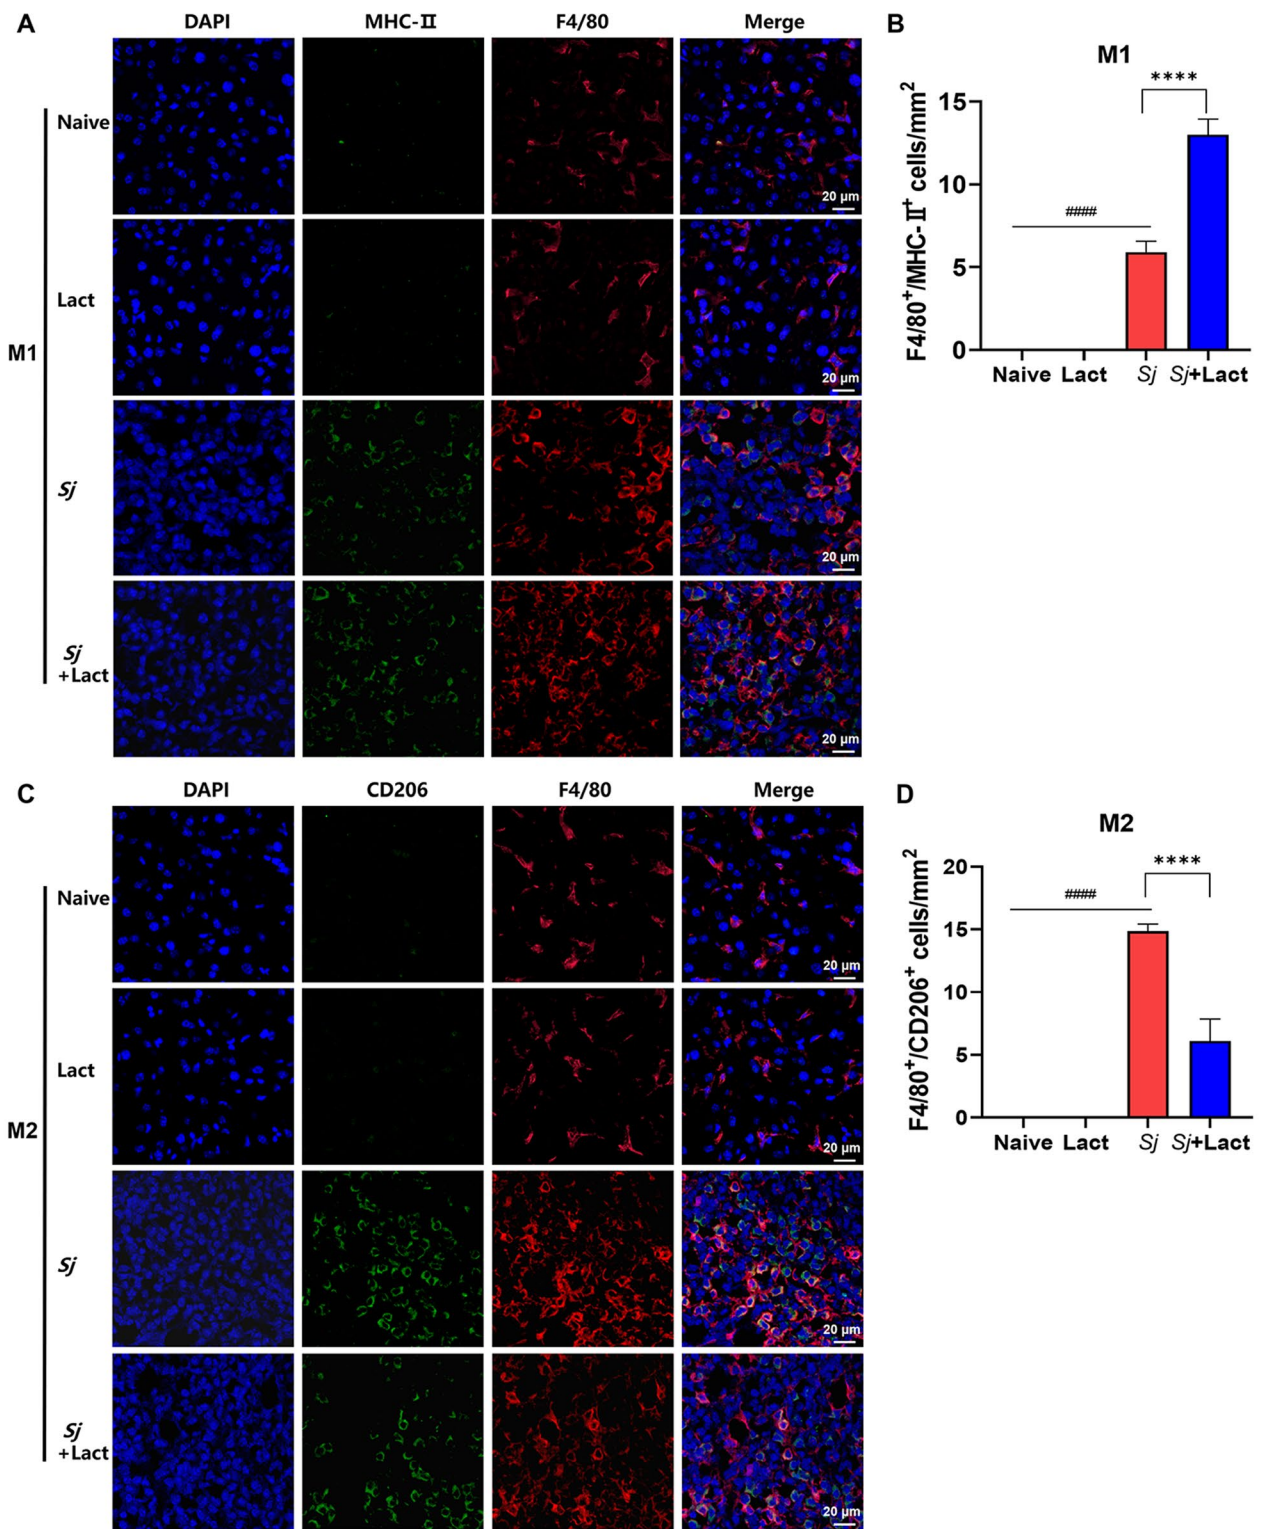 A
DAPI MHC-Ⅱ F4/80 Merge
M1
Naive
20 μm
Lact
20 μm
Sj
20 μm
Sj
+Lact
20 μm
B
M1
****
####
F4/80+/MHC-Ⅱ+ cells/mm2
15
10
5
0
Naive Lact Sj Sj+Lact
C
DAPI CD206 F4/80 Merge
M2
Naive
20 μm
Lact
20 μm
Sj
20 μm
Sj
+Lact
20 μm
D
M2
****
####
F4/80+/CD206+ cells/mm2
20
15
10
5
0
Naive Lact Sj Sj+Lact